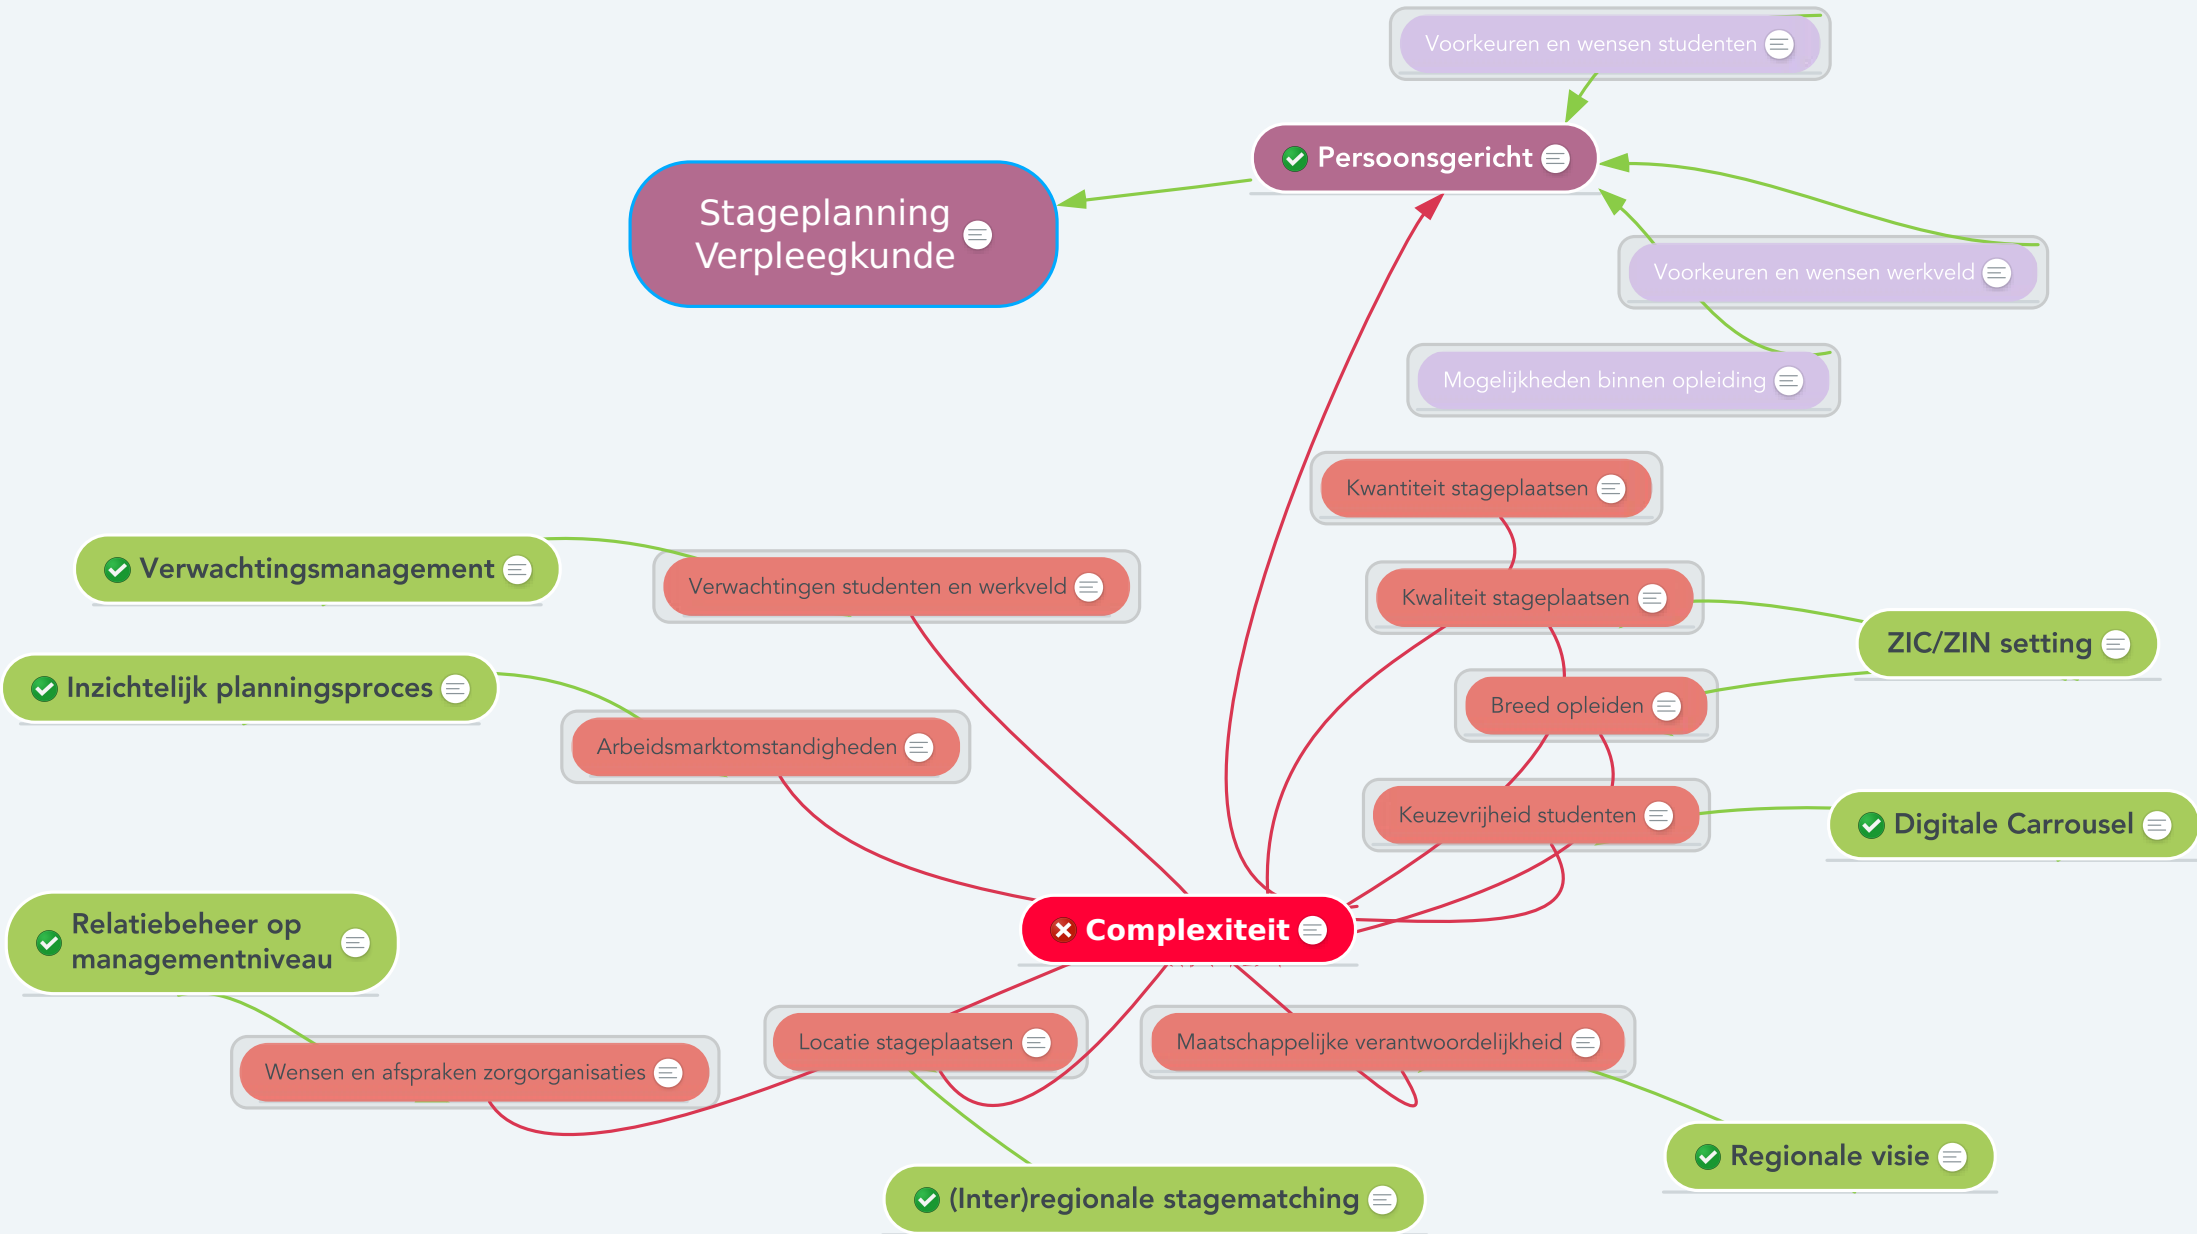 Voorkeuren en wensen studenten
Persoonsgericht
Stageplanning
Verpleegkunde
Voorkeuren en wensen werkveld
Mogelijkheden binnen opleiding
Kwantiteit stageplaatsen
Verwachtingsmanagement
Verwachtingen studenten en werkveld
Kwaliteit stageplaatsen
ZIC/ZIN setting
Inzichtelijk planningsproces
Breed opleiden
Arbeidsmarktomstandigheden
Keuzevrijheid studenten
Digitale Carrousel
Relatiebeheer op
managementniveau
Complexiteit
Wensen en afspraken zorgorganisaties
Locatie stageplaatsen
Maatschappelijke verantwoordelijkheid
Regionale visie
(Inter)regionale stagematching